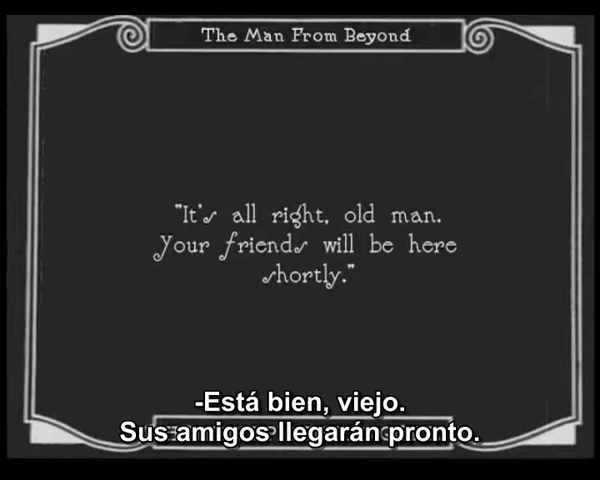 The Man From Beyond
"It's all right, old man.
Your friends will be here
shortly."
-Está bien, viejo.
Sus amigos llegarán pronto.